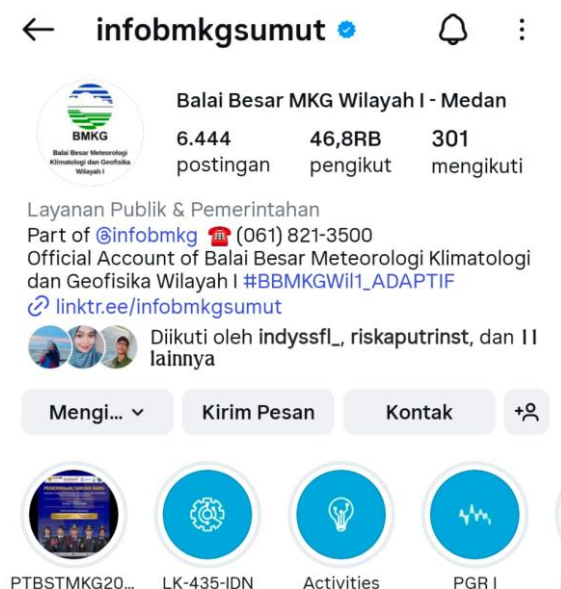 infobmkgsumut
BMKG
Balai Besar Meteorologi
Klimatologi dan Geofisika
Wilayah I
Balai Besar MKG Wilayah I - Medan
6.444 46,8RB 301
postingan pengikut mengikuti
Layanan Publik & Pemerintahan
Part of @infobmkg ☎️ (061) 821-3500
Official Account of Balai Besar Meteorologi Klimatologi
dan Geofisika Wilayah I #BBMKGWil1_ADAPTIF
linktr.ee/infobmkgsumut
Diikuti oleh indyssfl_, riskaputrinst, dan 11
lainnya
Mengi... Kirim Pesan Kontak
PTBSTMKG20... LK-435-IDN Activities PGR I